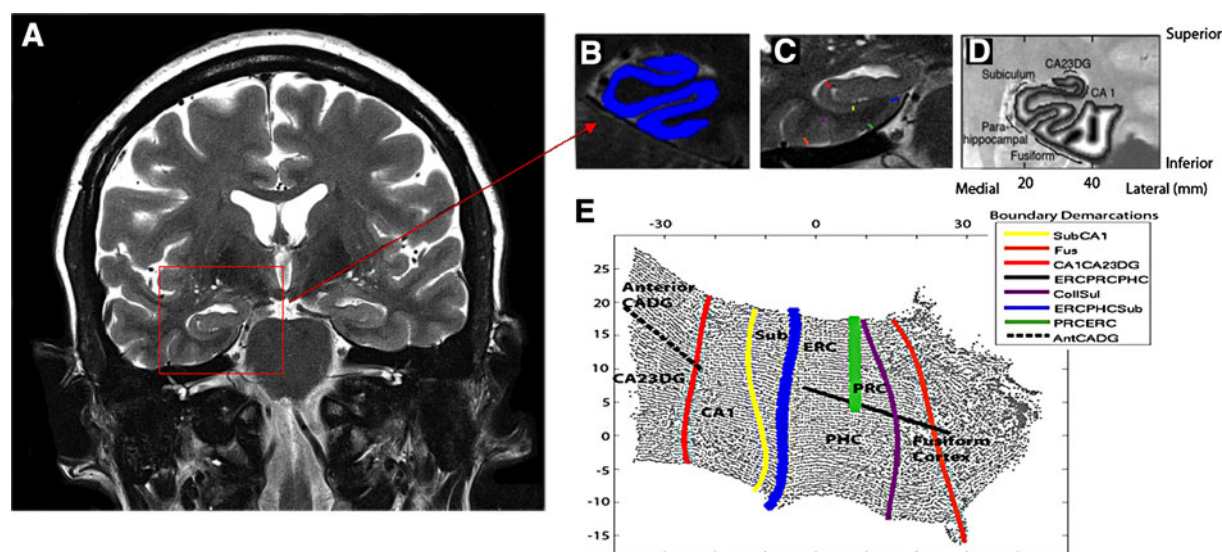 A
B
C
D
Superior
CA23DG
Subiculum
CA 1
Para-
hippocampal
Fusiform
Inferior
Medial 20 40 Lateral (mm)
E
-30 0 30
Boundary Demarcations
SubCA1
Fus
CA1CA23DG
ERCPRCPHC
CollSul
ERCPHCSub
PRCERC
AntCADG
25
20
15
10
5
0
-5
-10
-15
Anterior
CADG
Sub
ERC
CA23DG
PRC
CA1
PHC
Fusiform
Cortex